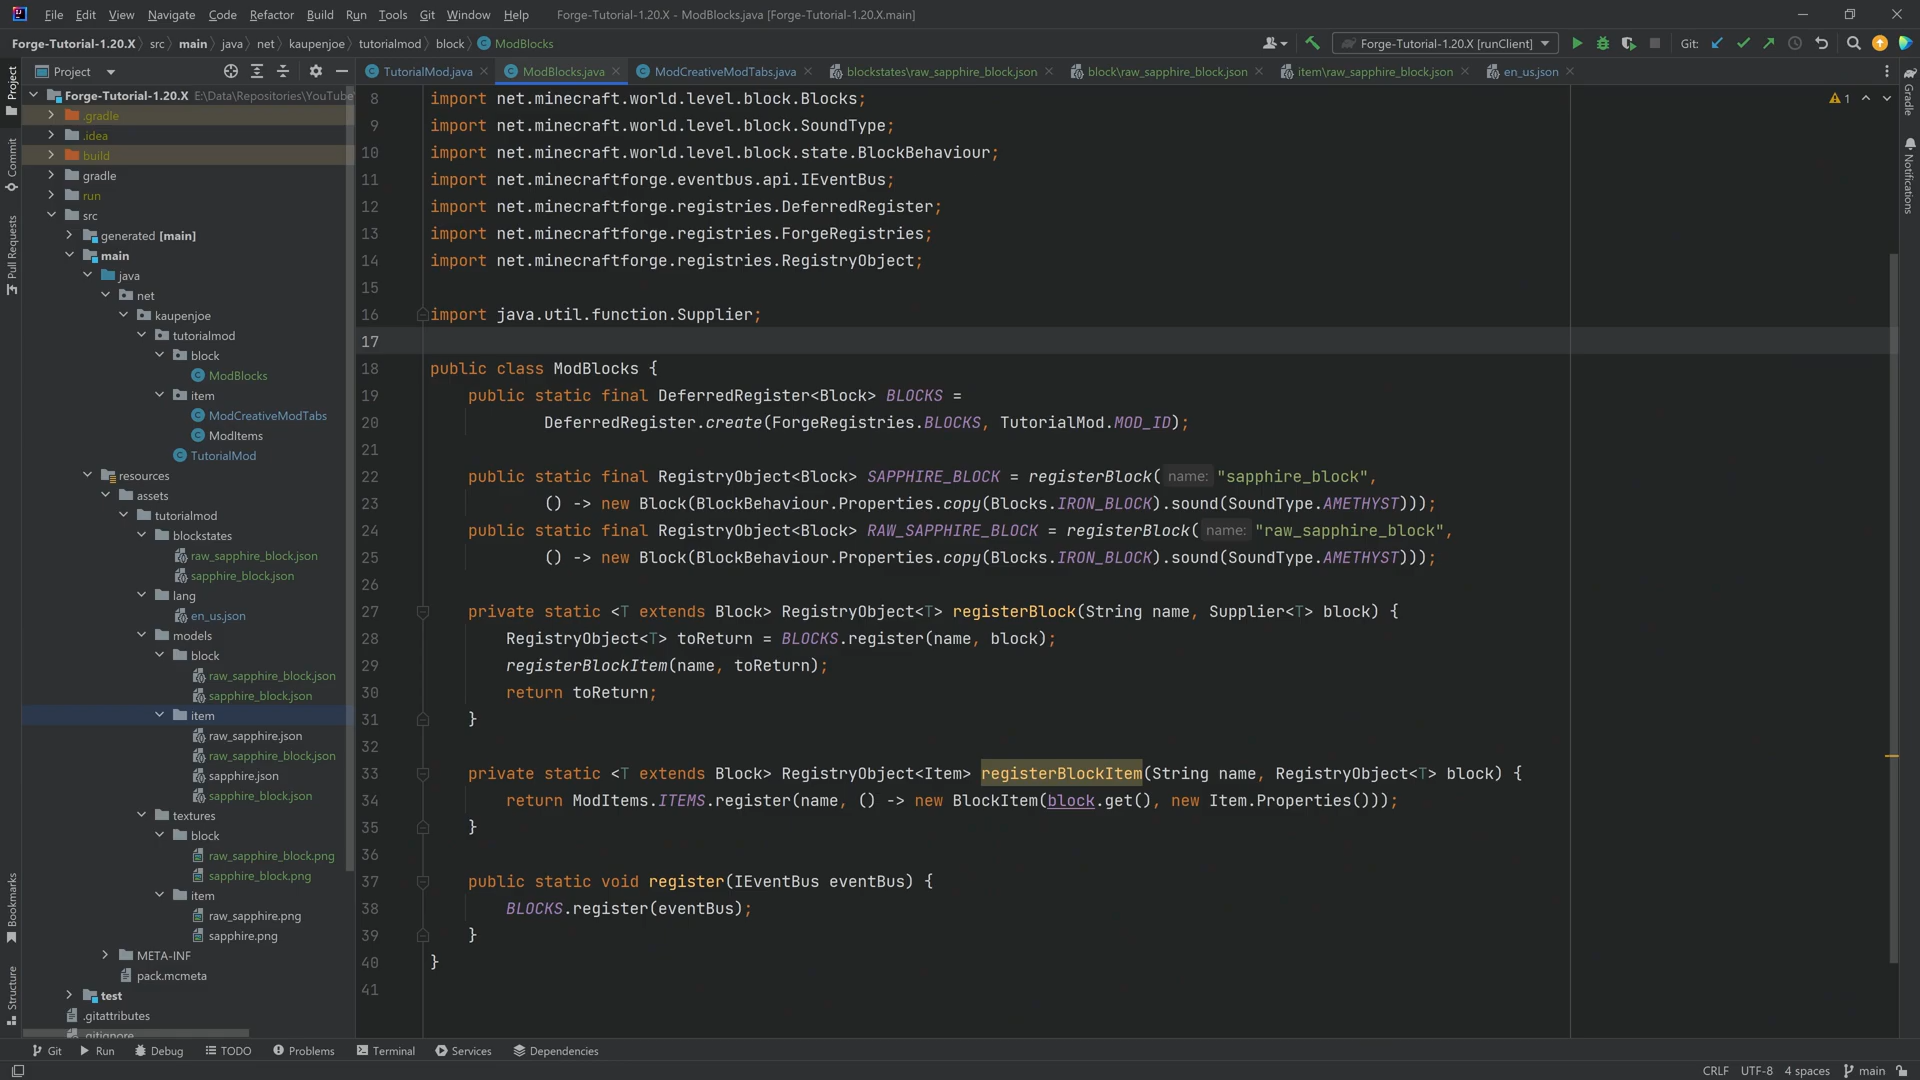 File Edit View Navigate Code Refactor Build Run Tools Git Window Help Forge-Tutorial-1.20.X - ModBlocks.java [Forge-Tutorial-1.20.X.main]
Forge-Tutorial-1.20.X src main java net kaupenjoe tutorialmod block ModBlocks Forge-Tutorial-1.20.X [runClient] Git:
Project TutorialMod.java ModBlocks.java ModCreativeModTabs.java blockstates\raw_sapphire_block.json block\raw_sapphire_block.json item\raw_sapphire_block.json en_us.json
Project
Commit
Pull Requests
Bookmarks
Structure
Forge-Tutorial-1.20.X E:\Data\Repositories\YouTube
.gradle
.idea
build
gradle
run
src
generated [main]
main
java
net
kaupenjoe
tutorialmod
block
ModBlocks
item
ModCreativeModTabs
ModItems
TutorialMod
resources
assets
tutorialmod
blockstates
raw_sapphire_block.json
sapphire_block.json
lang
en_us.json
models
block
raw_sapphire_block.json
sapphire_block.json
item
raw_sapphire.json
raw_sapphire_block.json
sapphire.json
sapphire_block.json
textures
block
raw_sapphire_block.png
sapphire_block.png
item
raw_sapphire.png
sapphire.png
META-INF
pack.mcmeta
test
.gitattributes
.gitignore
8 import net.minecraft.world.level.block.Blocks;
9 import net.minecraft.world.level.block.SoundType;
10 import net.minecraft.world.level.block.state.BlockBehaviour;
11 import net.minecraftforge.eventbus.api.IEventBus;
12 import net.minecraftforge.registries.DeferredRegister;
13 import net.minecraftforge.registries.ForgeRegistries;
14 import net.minecraftforge.registries.RegistryObject;
15
16 import java.util.function.Supplier;
17
18 public class ModBlocks {
19 public static final DeferredRegister<Block> BLOCKS =
20 DeferredRegister.create(ForgeRegistries.BLOCKS, TutorialMod.MOD_ID);
21
22 public static final RegistryObject<Block> SAPPHIRE_BLOCK = registerBlock( name: "sapphire_block",
23 () -> new Block(BlockBehaviour.Properties.copy(Blocks.IRON_BLOCK).sound(SoundType.AMETHYST)));
24 public static final RegistryObject<Block> RAW_SAPPHIRE_BLOCK = registerBlock( name: "raw_sapphire_block",
25 () -> new Block(BlockBehaviour.Properties.copy(Blocks.IRON_BLOCK).sound(SoundType.AMETHYST)));
26
27 private static <T extends Block> RegistryObject<T> registerBlock(String name, Supplier<T> block) {
28 RegistryObject<T> toReturn = BLOCKS.register(name, block);
29 registerBlockItem(name, toReturn);
30 return toReturn;
31 }
32
33 private static <T extends Block> RegistryObject<Item> registerBlockItem(String name, RegistryObject<T> block) {
34 return ModItems.ITEMS.register(name, () -> new BlockItem(block.get(), new Item.Properties()));
35 }
36
37 public static void register(IEventBus eventBus) {
38 BLOCKS.register(eventBus);
39 }
40 }
41
1
Gradle
Notifications
Git Run Debug TODO Problems Terminal Services Dependencies
CRLF UTF-8 4 spaces main